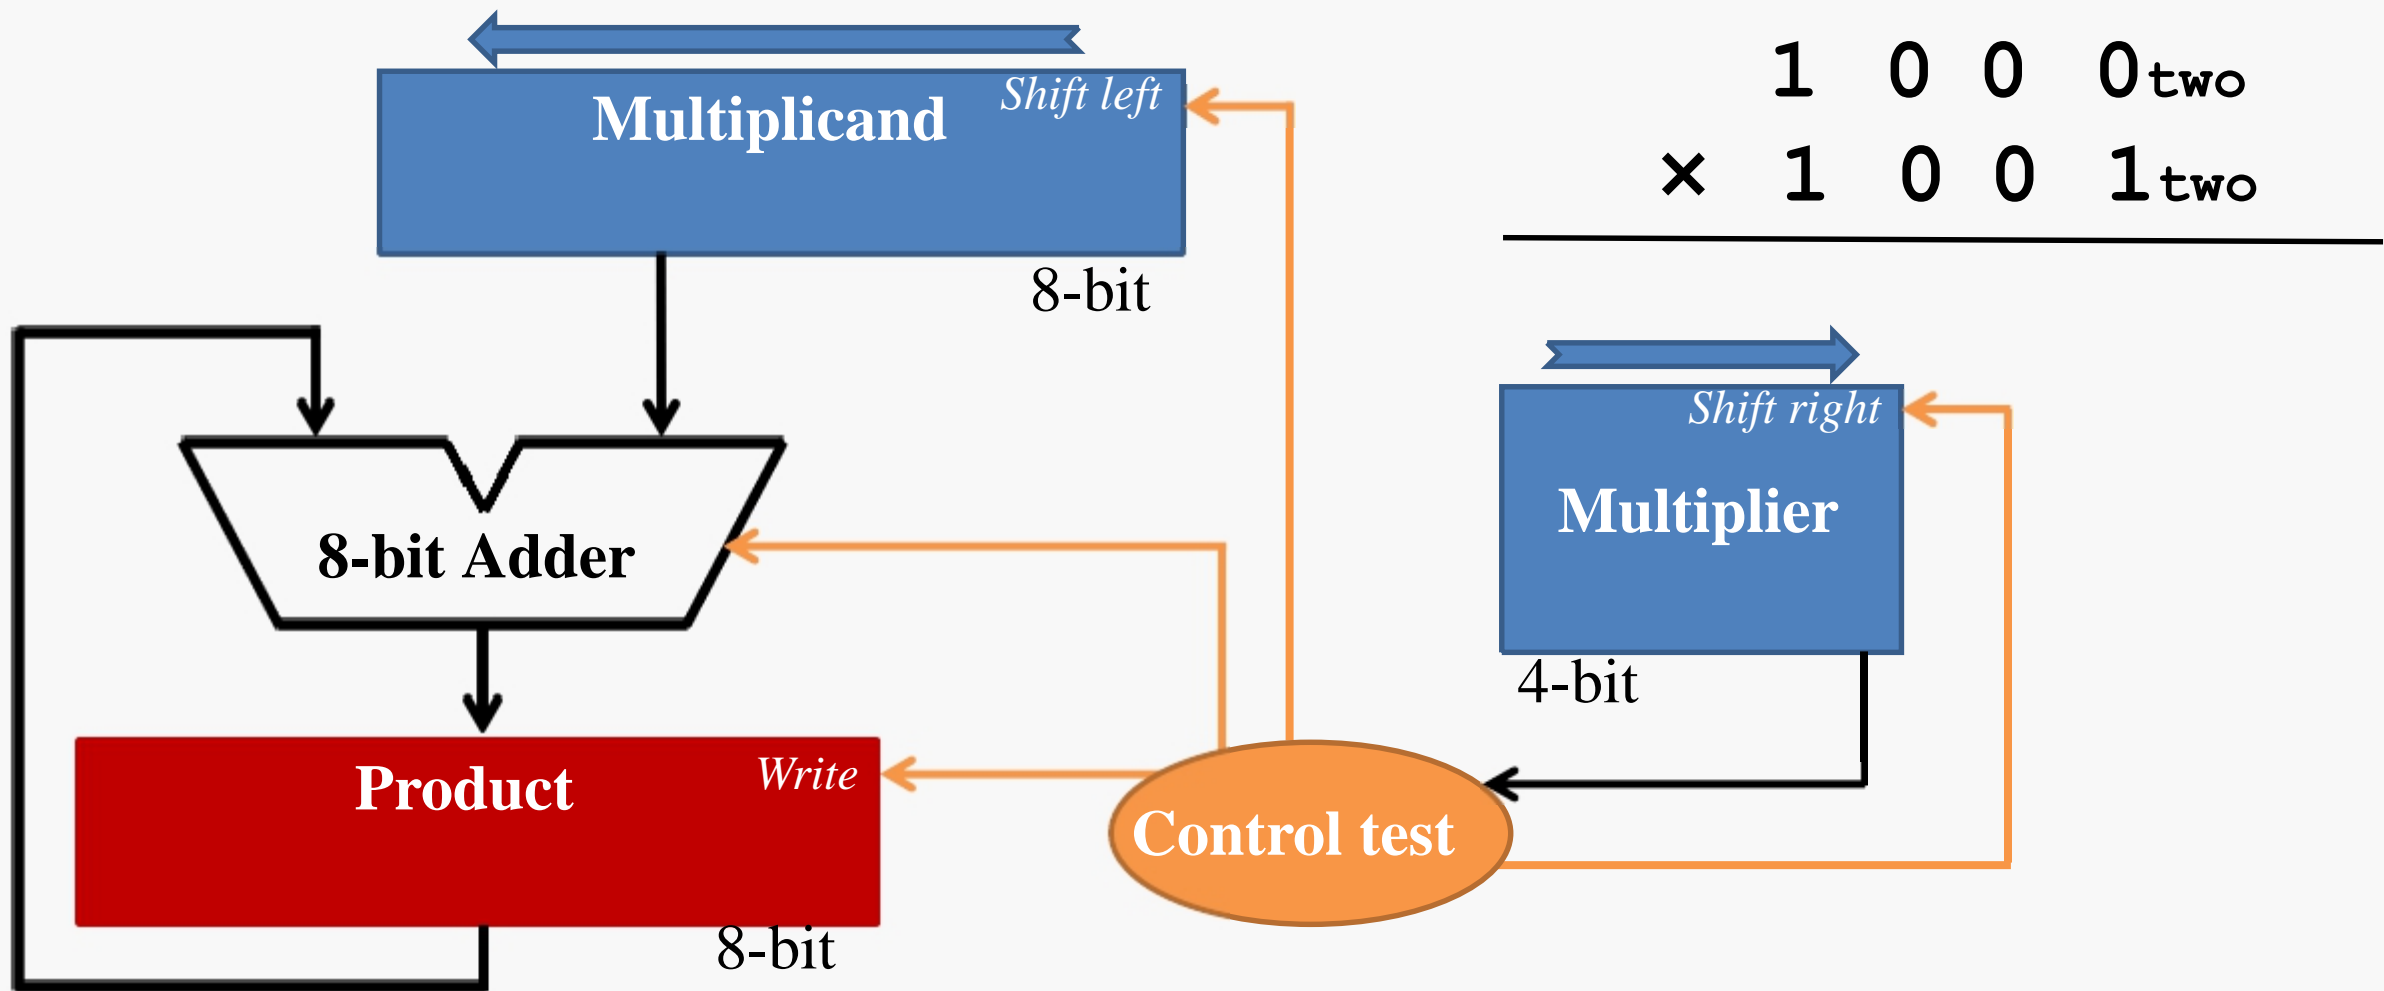 Shift left
Multiplicand
8-bit
1 0 0 0two
× 1 0 0 1two
Shift right
Multiplier
4-bit
8-bit Adder
Product
Write
8-bit
Control test